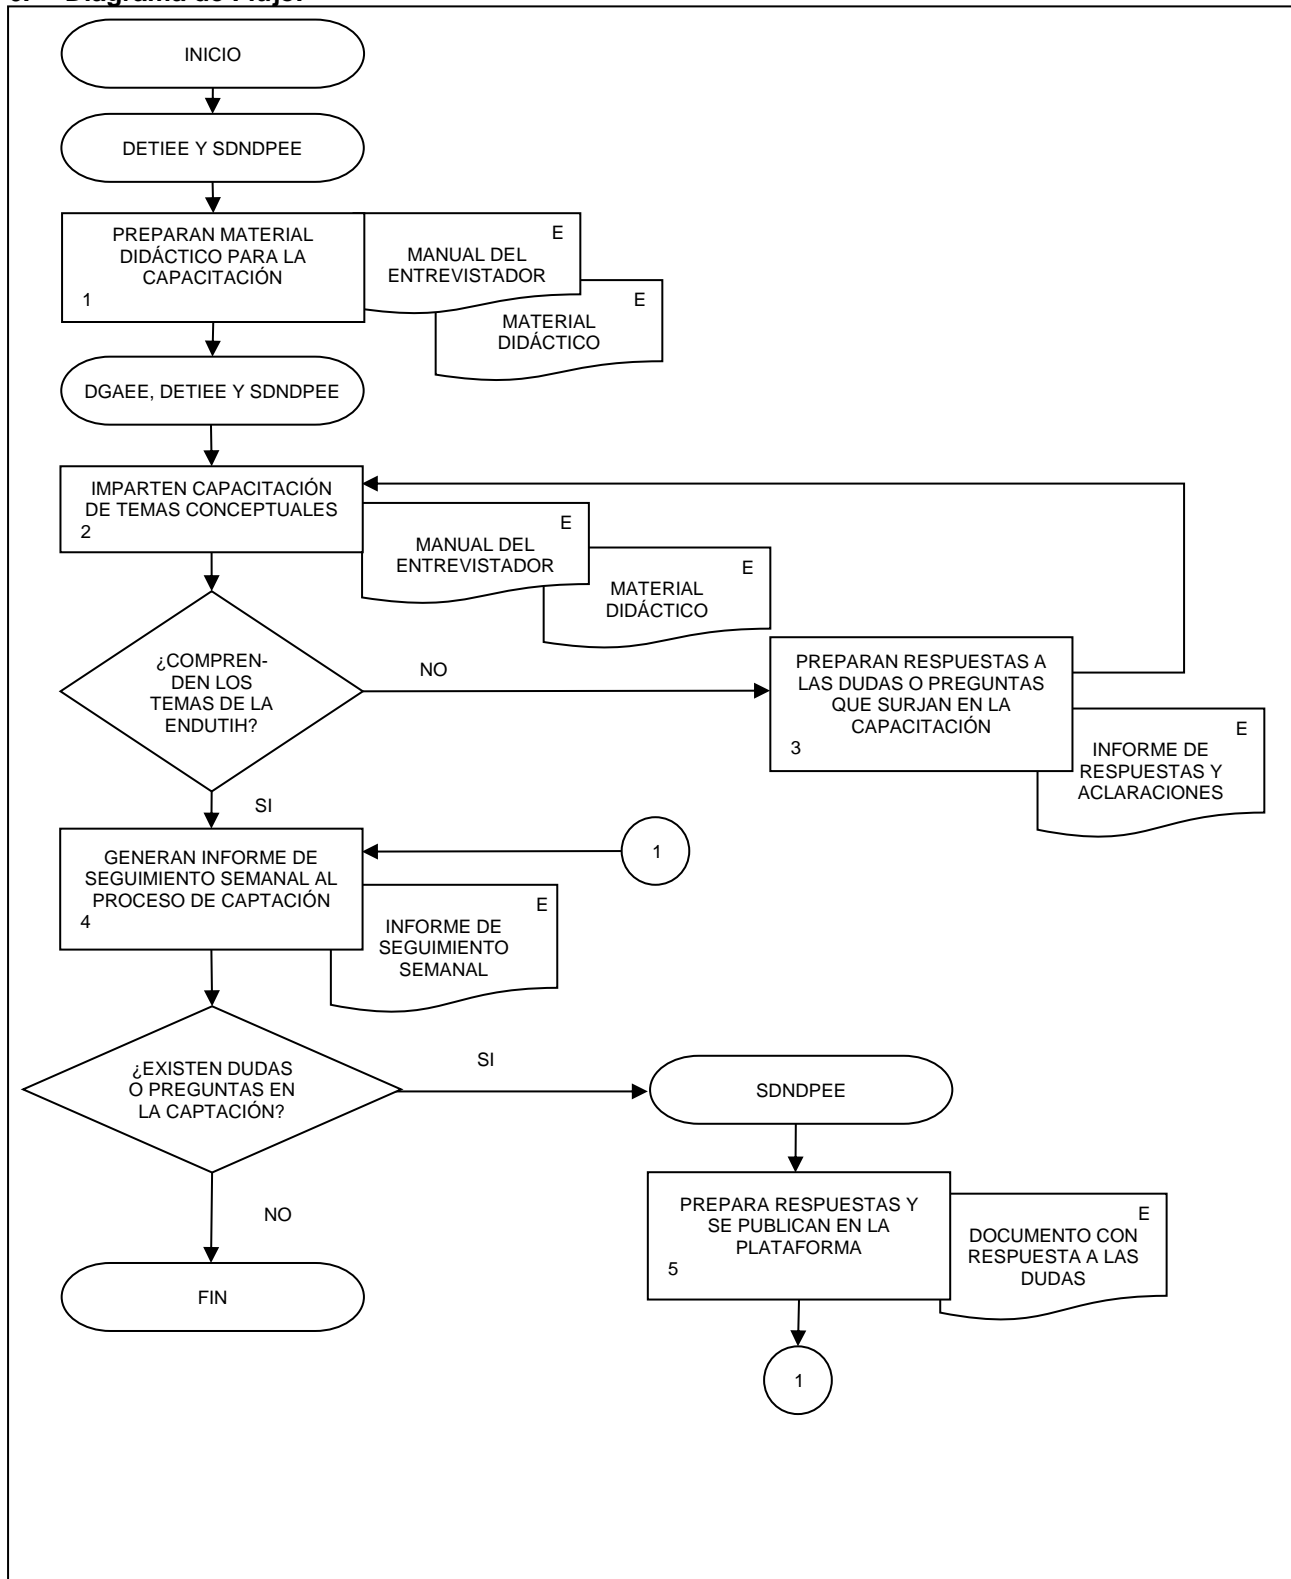 Diagrama de Flujo.
INICIO
DETIEE Y SDNDPEE
PREPARAN MATERIAL
DIDÁCTICO PARA LA
CAPACITACIÓN
1
E
MANUAL DEL
ENTREVISTADOR
E
MATERIAL
DIDÁCTICO
DGAEE, DETIEE Y SDNDPEE
IMPARTEN CAPACITACIÓN
DE TEMAS CONCEPTUALES
2
E
MANUAL DEL
ENTREVISTADOR
E
MATERIAL
DIDÁCTICO
¿COMPREN-
DEN LOS
TEMAS DE LA
ENDUTIH?
NO
PREPARAN RESPUESTAS A
LAS DUDAS O PREGUNTAS
QUE SURJAN EN LA
CAPACITACIÓN
3
E
INFORME DE
RESPUESTAS Y
ACLARACIONES
SI
GENERAN INFORME DE
SEGUIMIENTO SEMANAL AL
PROCESO DE CAPTACIÓN
4
1
E
INFORME DE
SEGUIMIENTO
SEMANAL
¿EXISTEN DUDAS
O PREGUNTAS EN
LA CAPTACIÓN?
SI
SDNDPEE
PREPARA RESPUESTAS Y
SE PUBLICAN EN LA
PLATAFORMA
5
E
DOCUMENTO CON
RESPUESTA A LAS
DUDAS
NO
FIN
1